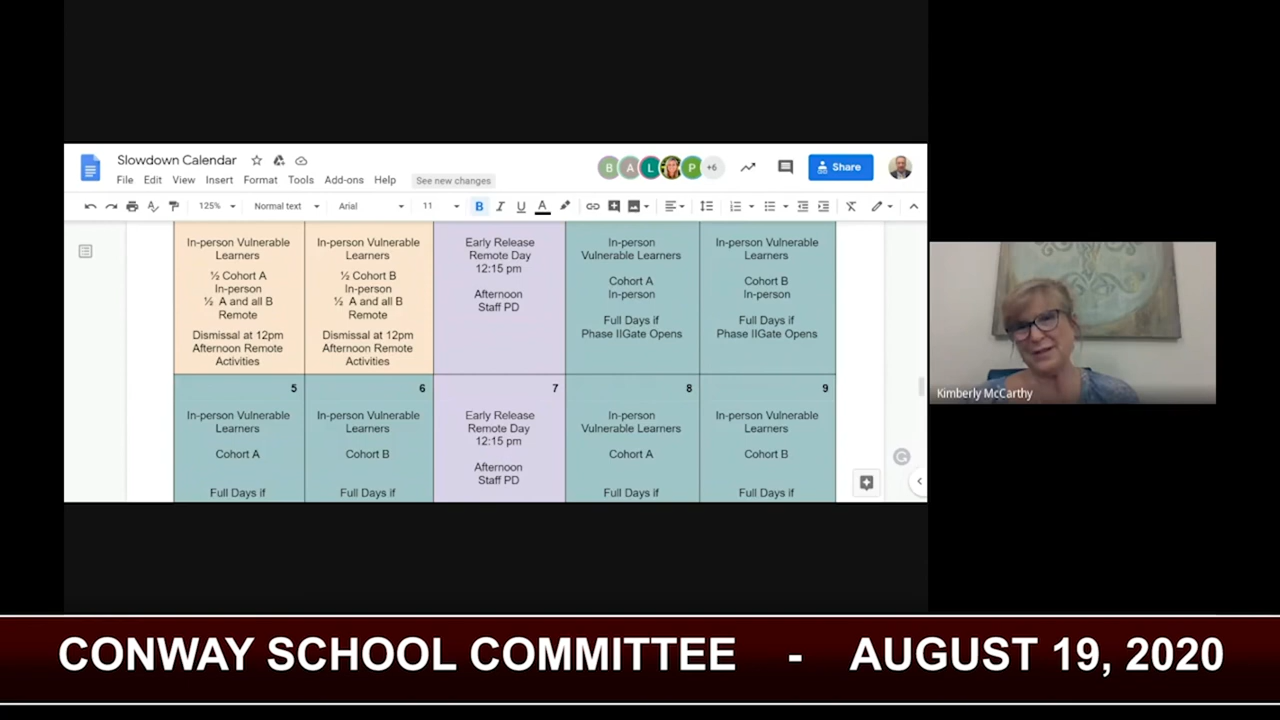 Slowdown Calendar
File Edit View Insert Format Tools Add-ons Help See new changes
B A L P +6
Share
125% Normal text Arial 11 B I U A
In-person Vulnerable
Learners
½ Cohort A
In-person
½ A and all B
Remote
Dismissal at 12pm
Afternoon Remote
Activities
In-person Vulnerable
Learners
½ Cohort B
In-person
½ A and all B
Remote
Dismissal at 12pm
Afternoon Remote
Activities
Early Release
Remote Day
12:15 pm
Afternoon
Staff PD
In-person
Vulnerable Learners
Cohort A
In-person
Full Days if
Phase IIGate Opens
In-person Vulnerable
Learners
Cohort B
In-person
Full Days if
Phase IIGate Opens
5
In-person Vulnerable
Learners
Cohort A
Full Days if
6
In-person Vulnerable
Learners
Cohort B
Full Days if
7
Early Release
Remote Day
12:15 pm
Afternoon
Staff PD
8
In-person
Vulnerable Learners
Cohort A
Full Days if
9
In-person Vulnerable
Learners
Cohort B
Full Days if
Kimberly McCarthy
CONWAY SCHOOL COMMITTEE - AUGUST 19, 2020